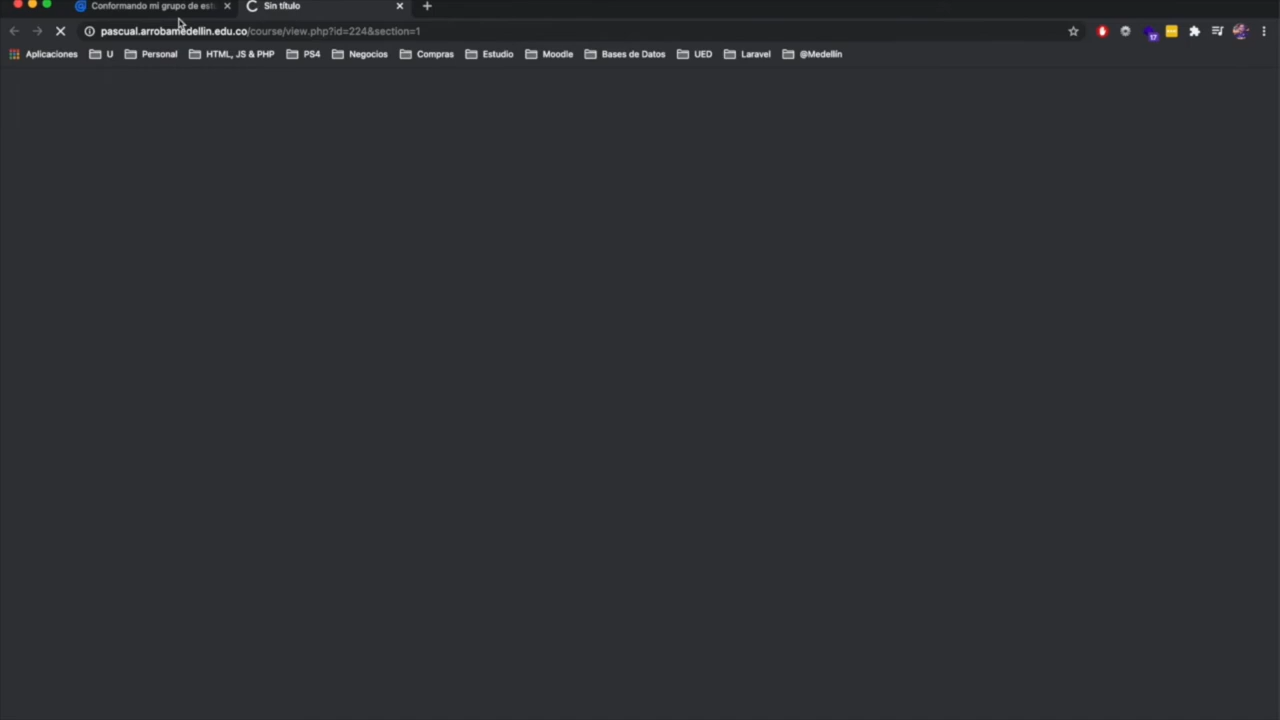 Conformando mi grupo de est
Sin título
pascual.arrobamedellin.edu.co/course/view.php?id=224&section=1
Aplicaciones U Personal HTML, JS & PHP PS4 Negocios Compras Estudio Moodle Bases de Datos UED Laravel @Medellín